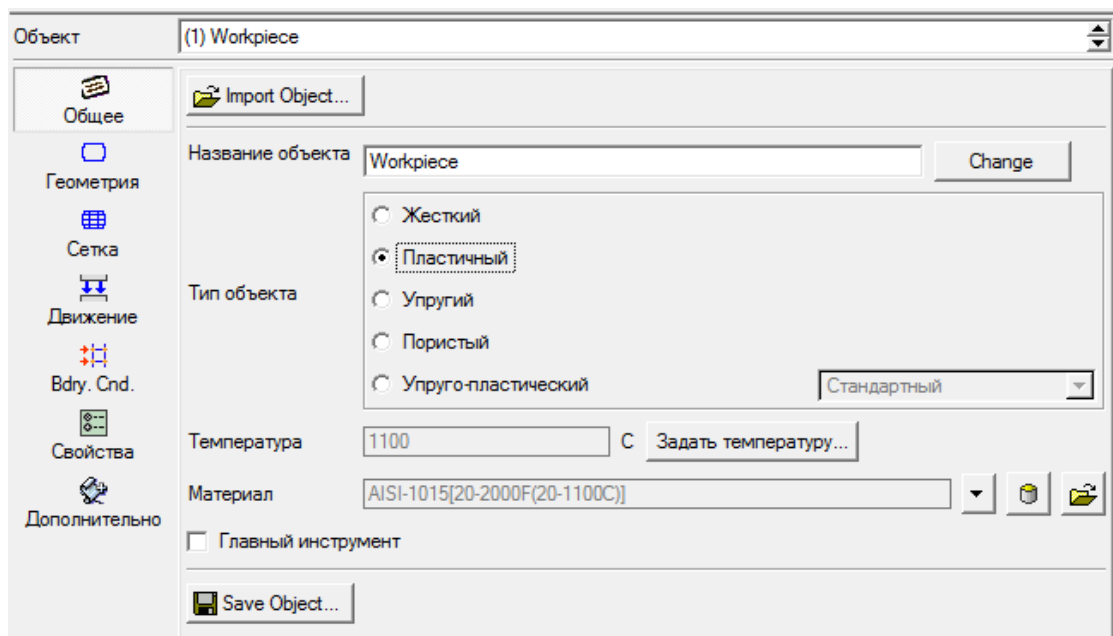 Объект (1) Workpiece
Общее
Import Object...
Геометрия
Название объекта Workpiece Change
Сетка
Движение
Bdry. Cnd.
Свойства
Дополнительно
Тип объекта
Жесткий
Пластичный
Упругий
Пористый
Упруго-пластический Стандартный
Температура 1100 C Задать температуру...
Материал AISI-1015[20-2000F(20-1100C)]
Главный инструмент
Save Object...